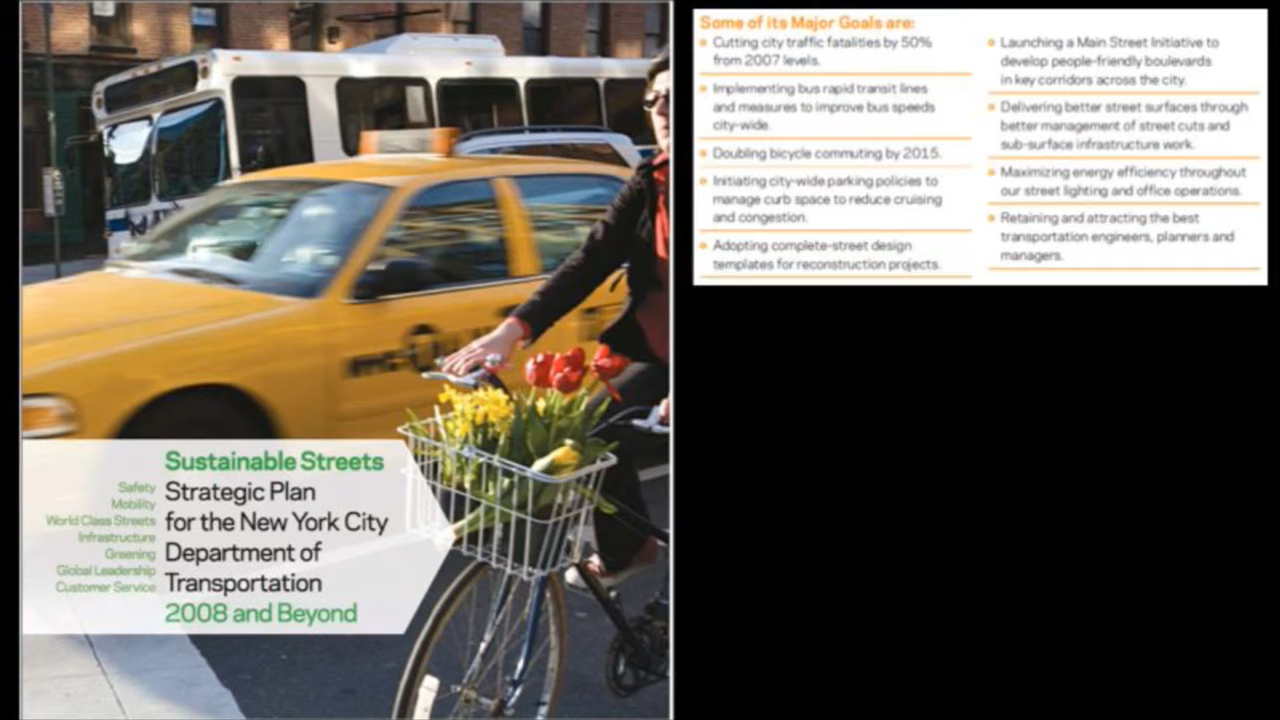 Sustainable Streets
Safety
Mobility
World Class Streets
Infrastructure
Greening
Global Leadership
Customer Service
Strategic Plan
for the New York City
Department of
Transportation
2008 and Beyond
Some of its Major Goals are:
Cutting city traffic fatalities by 50%
from 2007 levels.
Implementing bus rapid transit lines
and measures to improve bus speeds
city-wide.
Doubling bicycle commuting by 2015.
Initiating city-wide parking policies to
manage curb space to reduce cruising
and congestion.
Adopting complete-street design
templates for reconstruction projects.
Launching a Main Street Initiative to
develop people-friendly boulevards
in key corridors across the city.
Delivering better street surfaces through
better management of street cuts and
sub-surface infrastructure work.
Maximizing energy efficiency throughout
our street lighting and office operations.
Retaining and attracting the best
transportation engineers, planners and
managers.